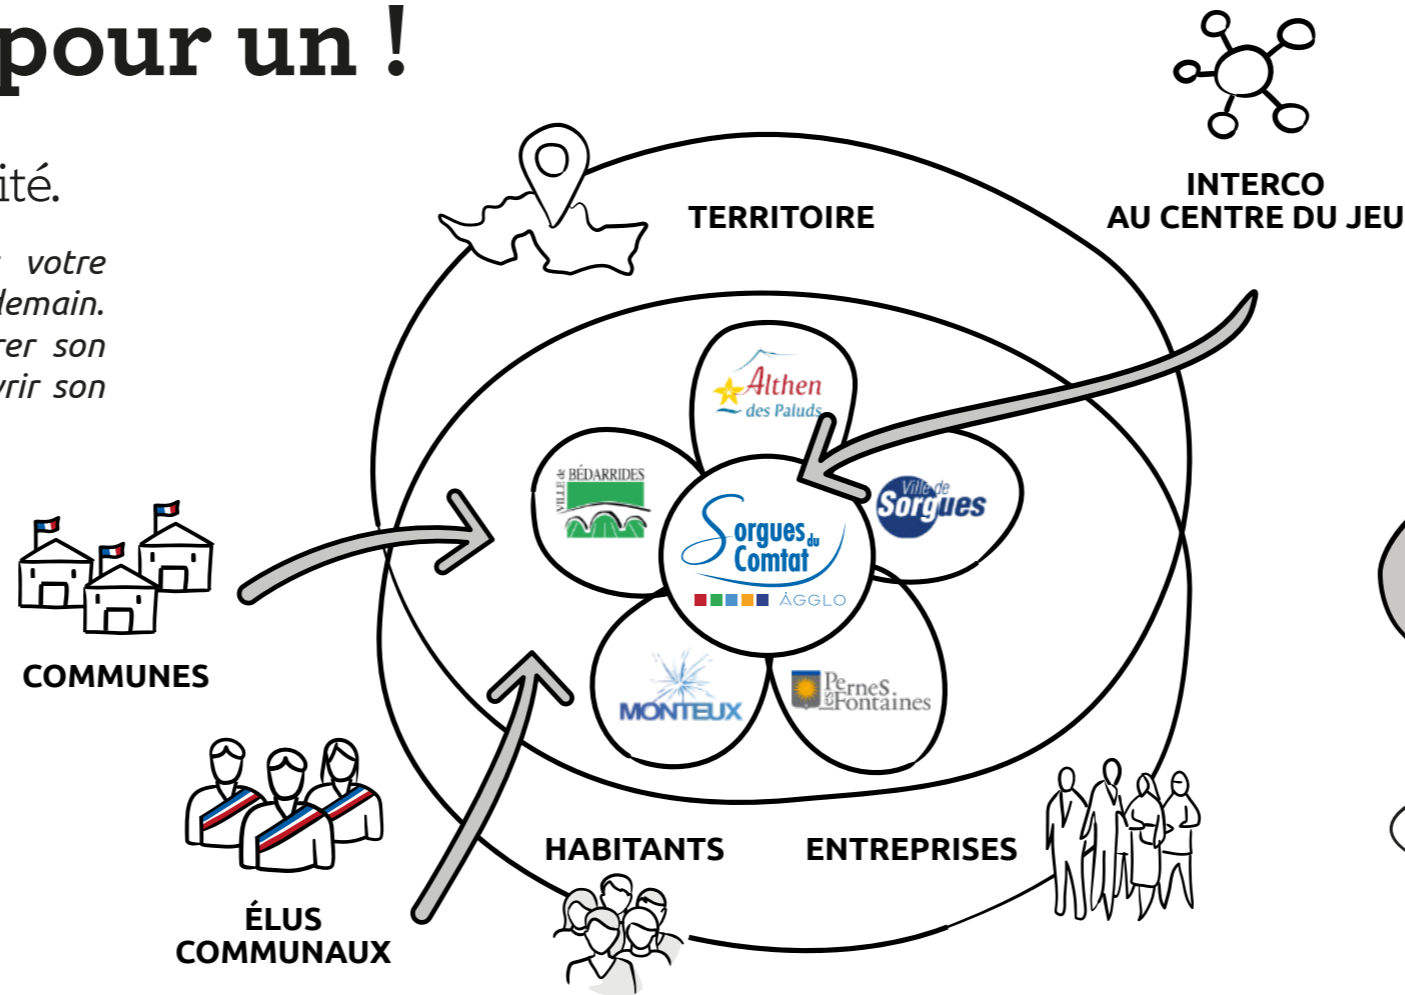 pour un !
ité.
votre
demain.
rer son
vrir son
INTERCO
AU CENTRE DU JEU
TERRITOIRE
Althen
des Paluds
VILLE de
BÉDARRIDES
Ville de
Sorgues
Sorgues du
Comtat
AGGLO
COMMUNES
MONTEUX
PerneS
les Fontaines
HABITANTS
ENTREPRISES
ÉLUS
COMMUNAUX